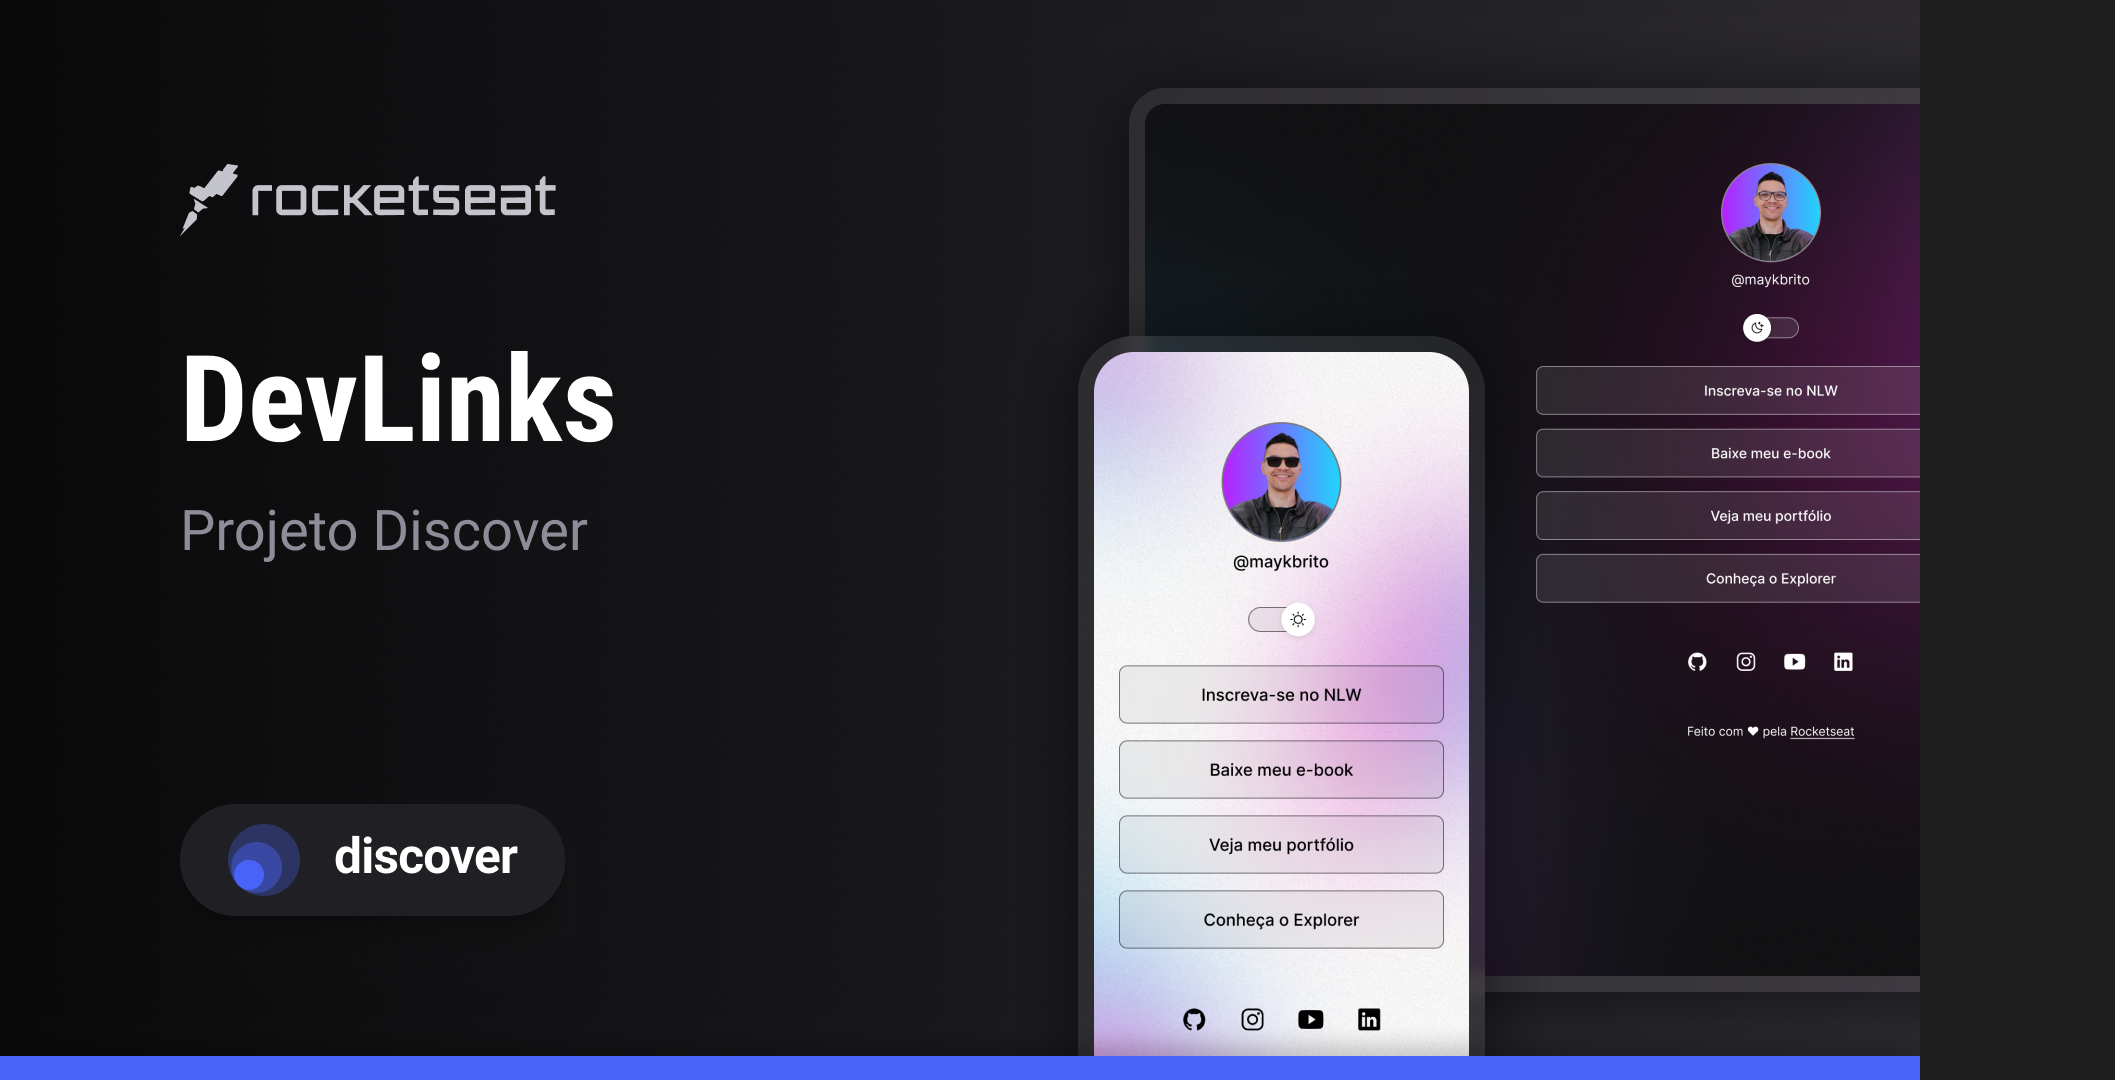 rocketseat
DevLinks
Projeto Discover
discover
@maykbrito
Inscreva-se no NLW
Baixe meu e-book
Veja meu portfólio
Conheça o Explorer
@maykbrito
Inscreva-se no NLW
Baixe meu e-book
Veja meu portfólio
Conheça o Explorer
Feito com ♥ pela Rocketseat